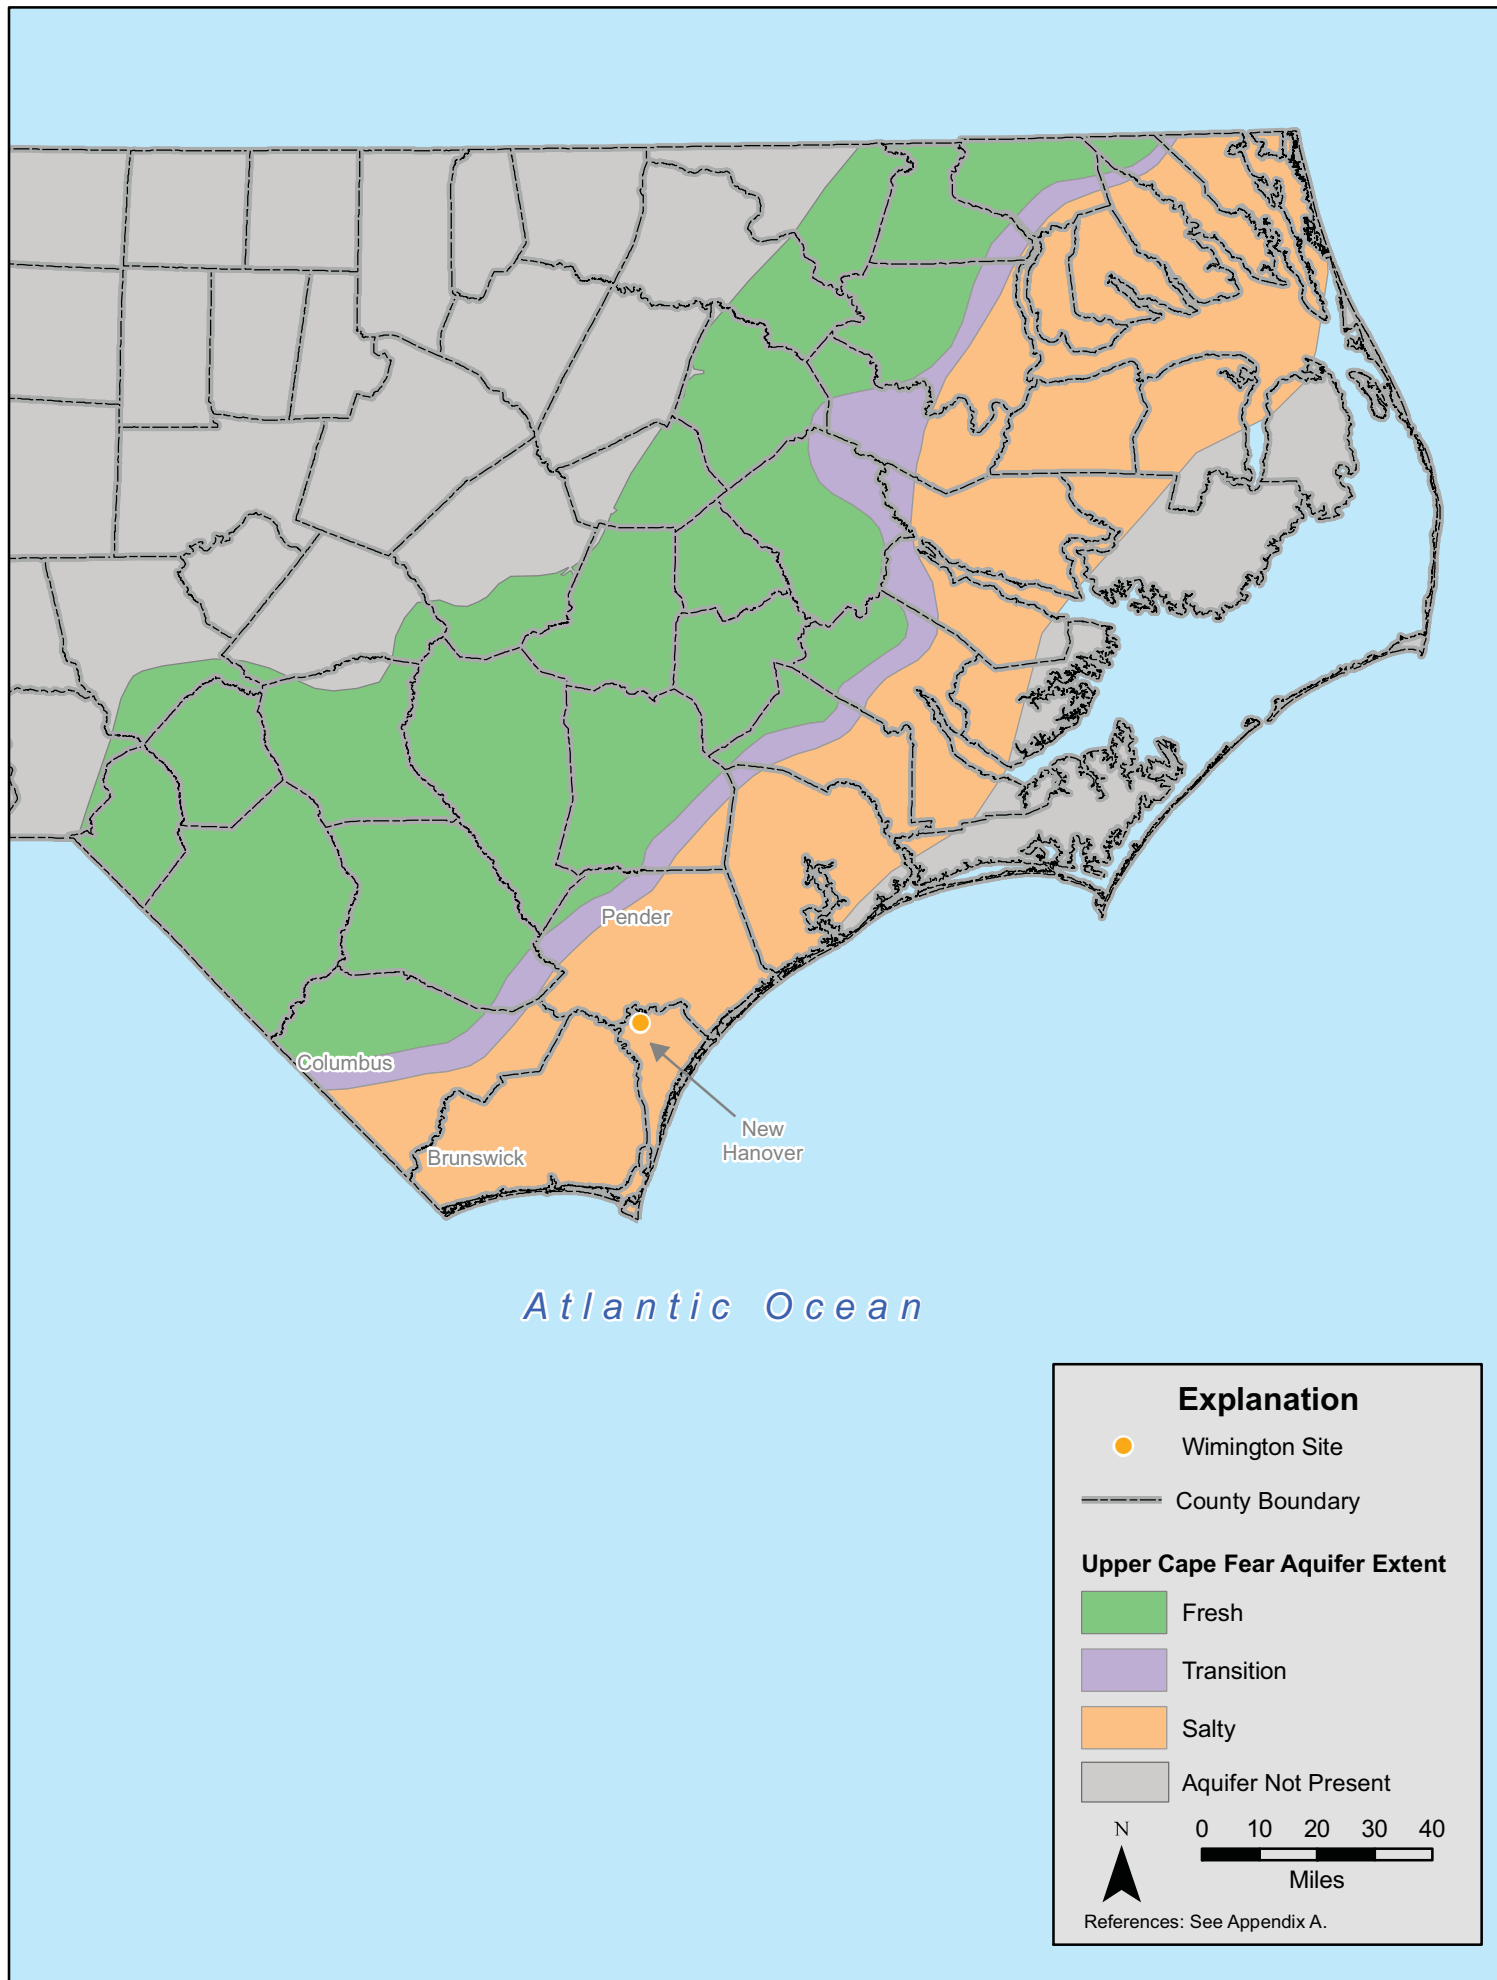 Pender
Columbus
New
Hanover
Brunswick
Atlantic Ocean
Explanation
Wimington Site
County Boundary
Upper Cape Fear Aquifer Extent
Fresh
Transition
Salty
Aquifer Not Present
N
0 10 20 30 40
Miles
References: See Appendix A.